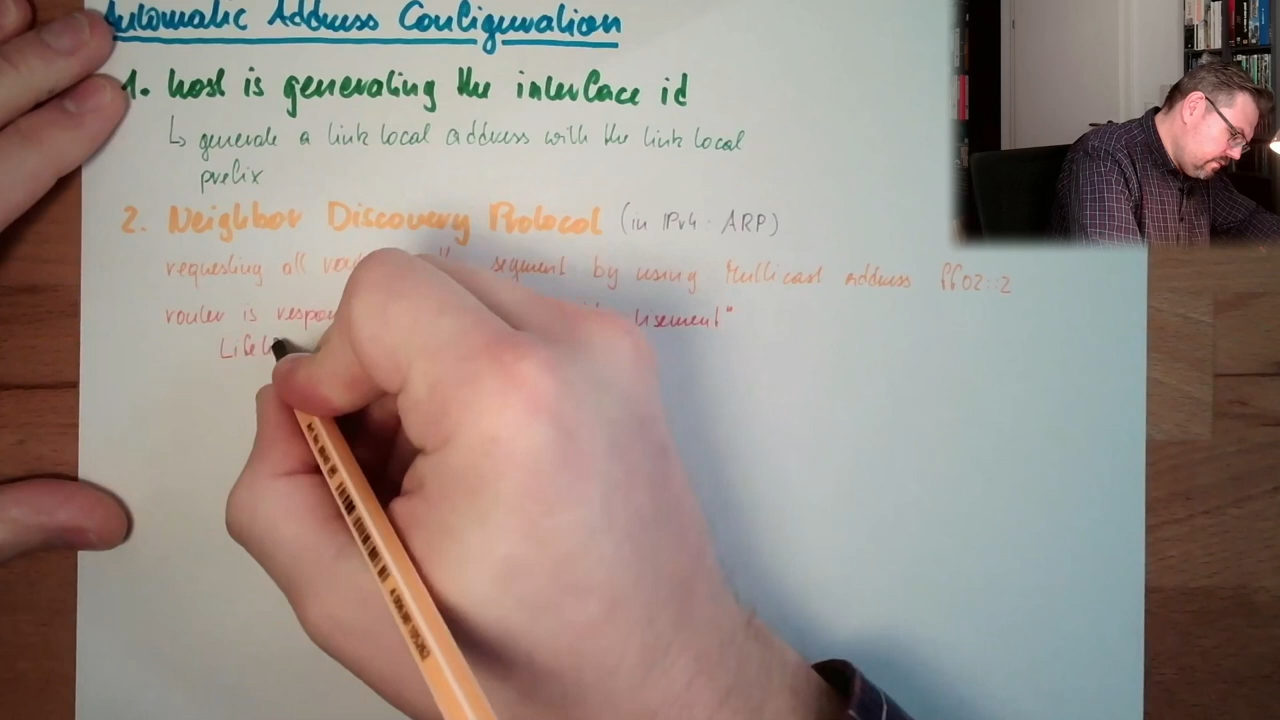 Automatic Address Configuration
1. host is generating the interface id
↳ generate a link local address with the link local
prefix
2. Neighbor Discovery Protocol (in IPv4: ARP)
requesting all segment by using Multicast address ff02::2
router is